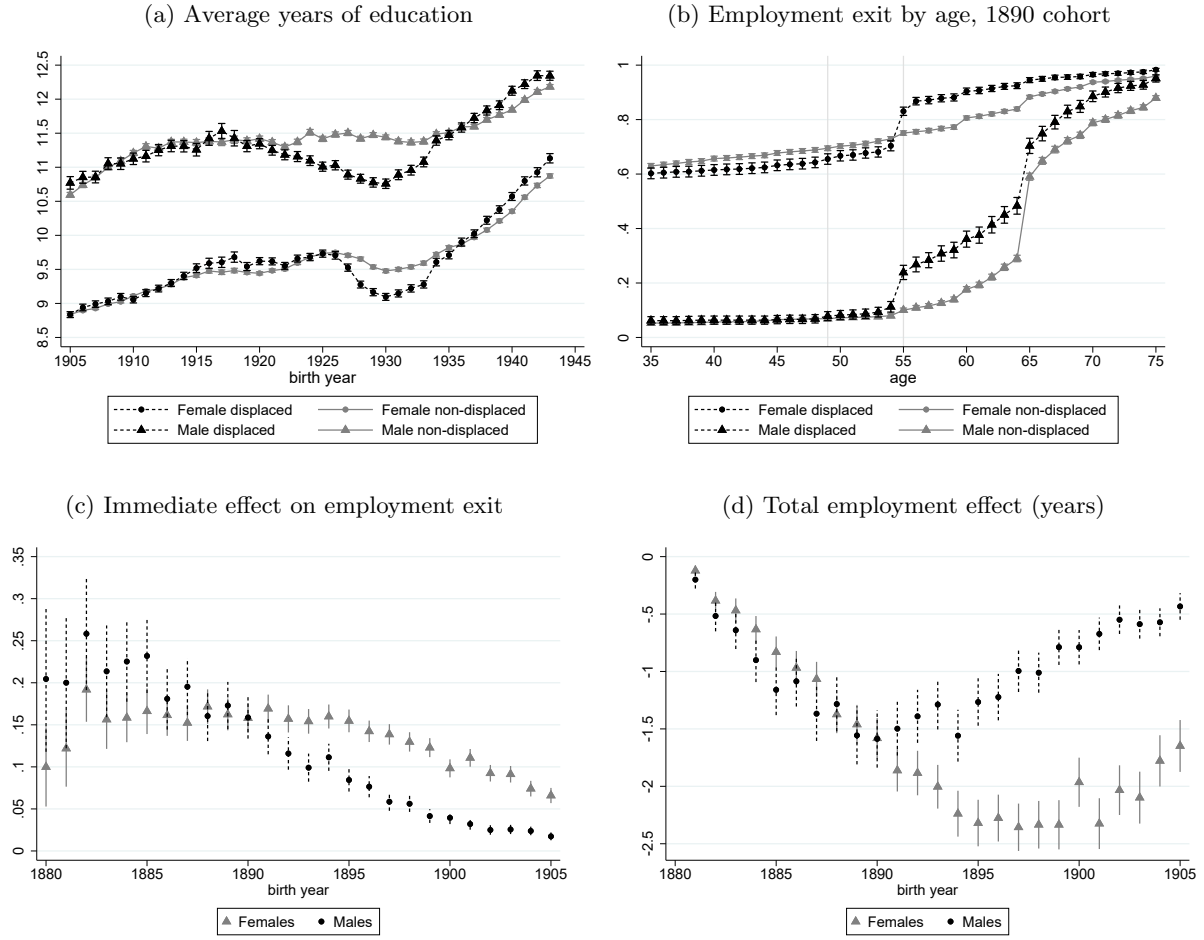 (a) Average years of education
12.5
12
11.5
11
10.5
10
9.5
9
8.5
1905 1910 1915 1920 1925 1930 1935 1940 1945
birth year
Female displaced Female non-displaced
Male displaced Male non-displaced
(b) Employment exit by age, 1890 cohort
1
.8
.6
.4
.2
0
35 40 45 50 55 60 65 70 75
age
Female displaced Female non-displaced
Male displaced Male non-displaced
(c) Immediate effect on employment exit
.35
.3
.25
.2
.15
.1
.05
0
1880 1885 1890 1895 1900 1905
birth year
Females Males
(d) Total employment effect (years)
0
-.5
-1
-1.5
-2
-2.5
1880 1885 1890 1895 1900 1905
birth year
Females Males